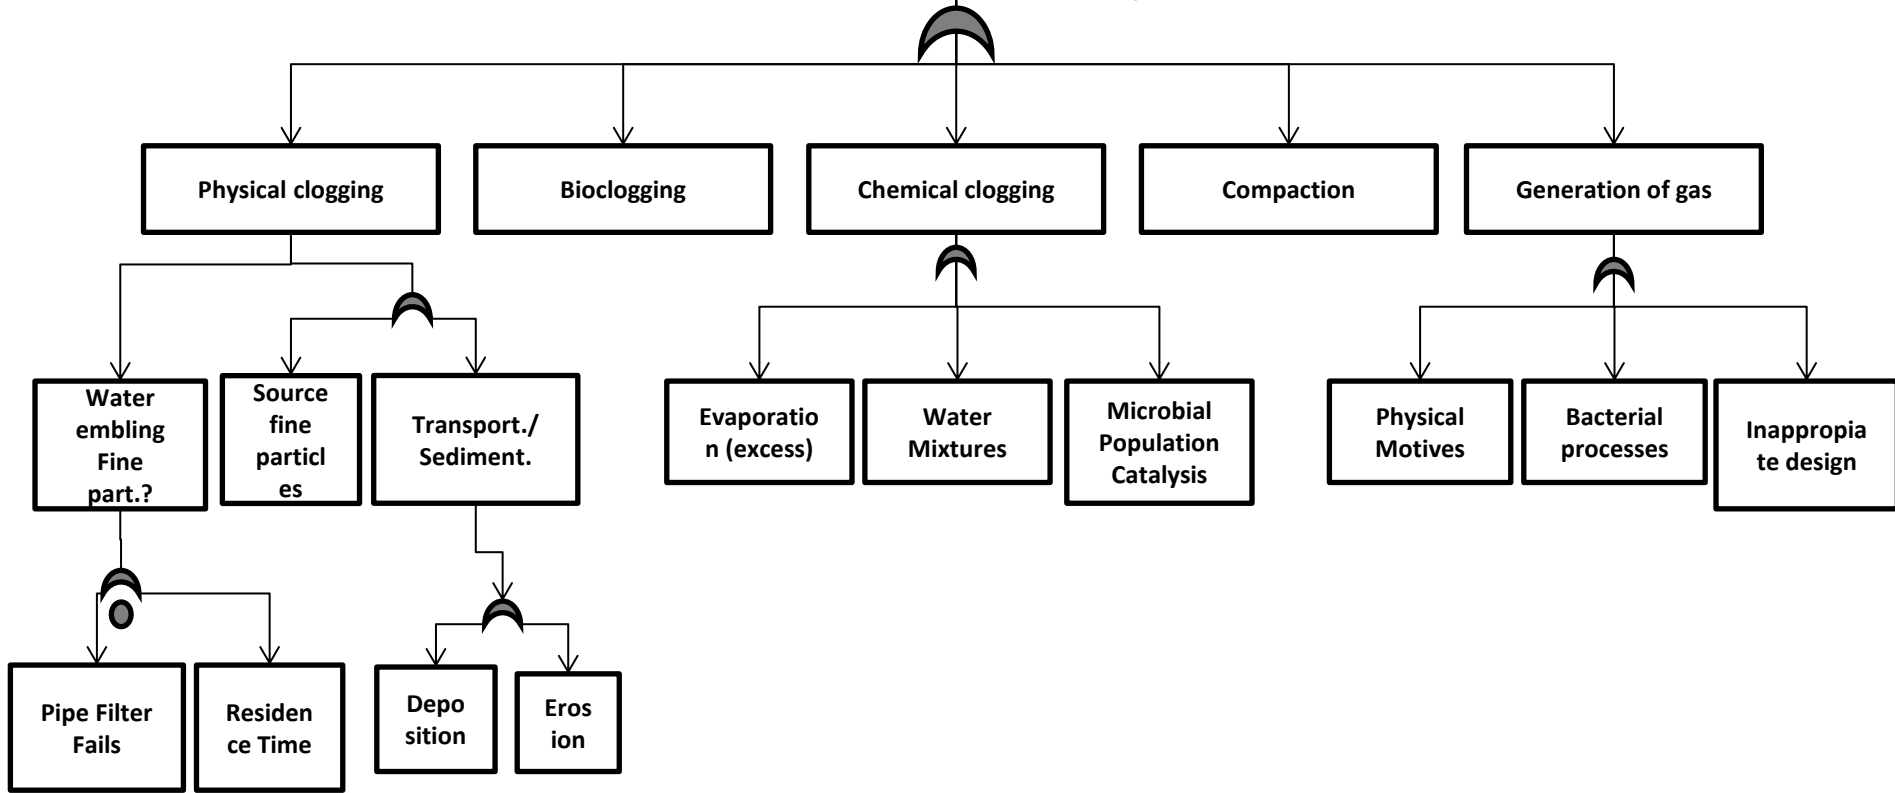 Physical clogging
Bioclogging
Chemical clogging
Compaction
Generation of gas
Water
embling
Fine
part.?
Source
fine
particl
es
Transport./
Sediment.
Evaporatio
n (excess)
Water
Mixtures
Microbial
Population
Catalysis
Physical
Motives
Bacterial
processes
Inappropia
te design
Pipe Filter
Fails
Residen
ce Time
Depo
sition
Eros
ion